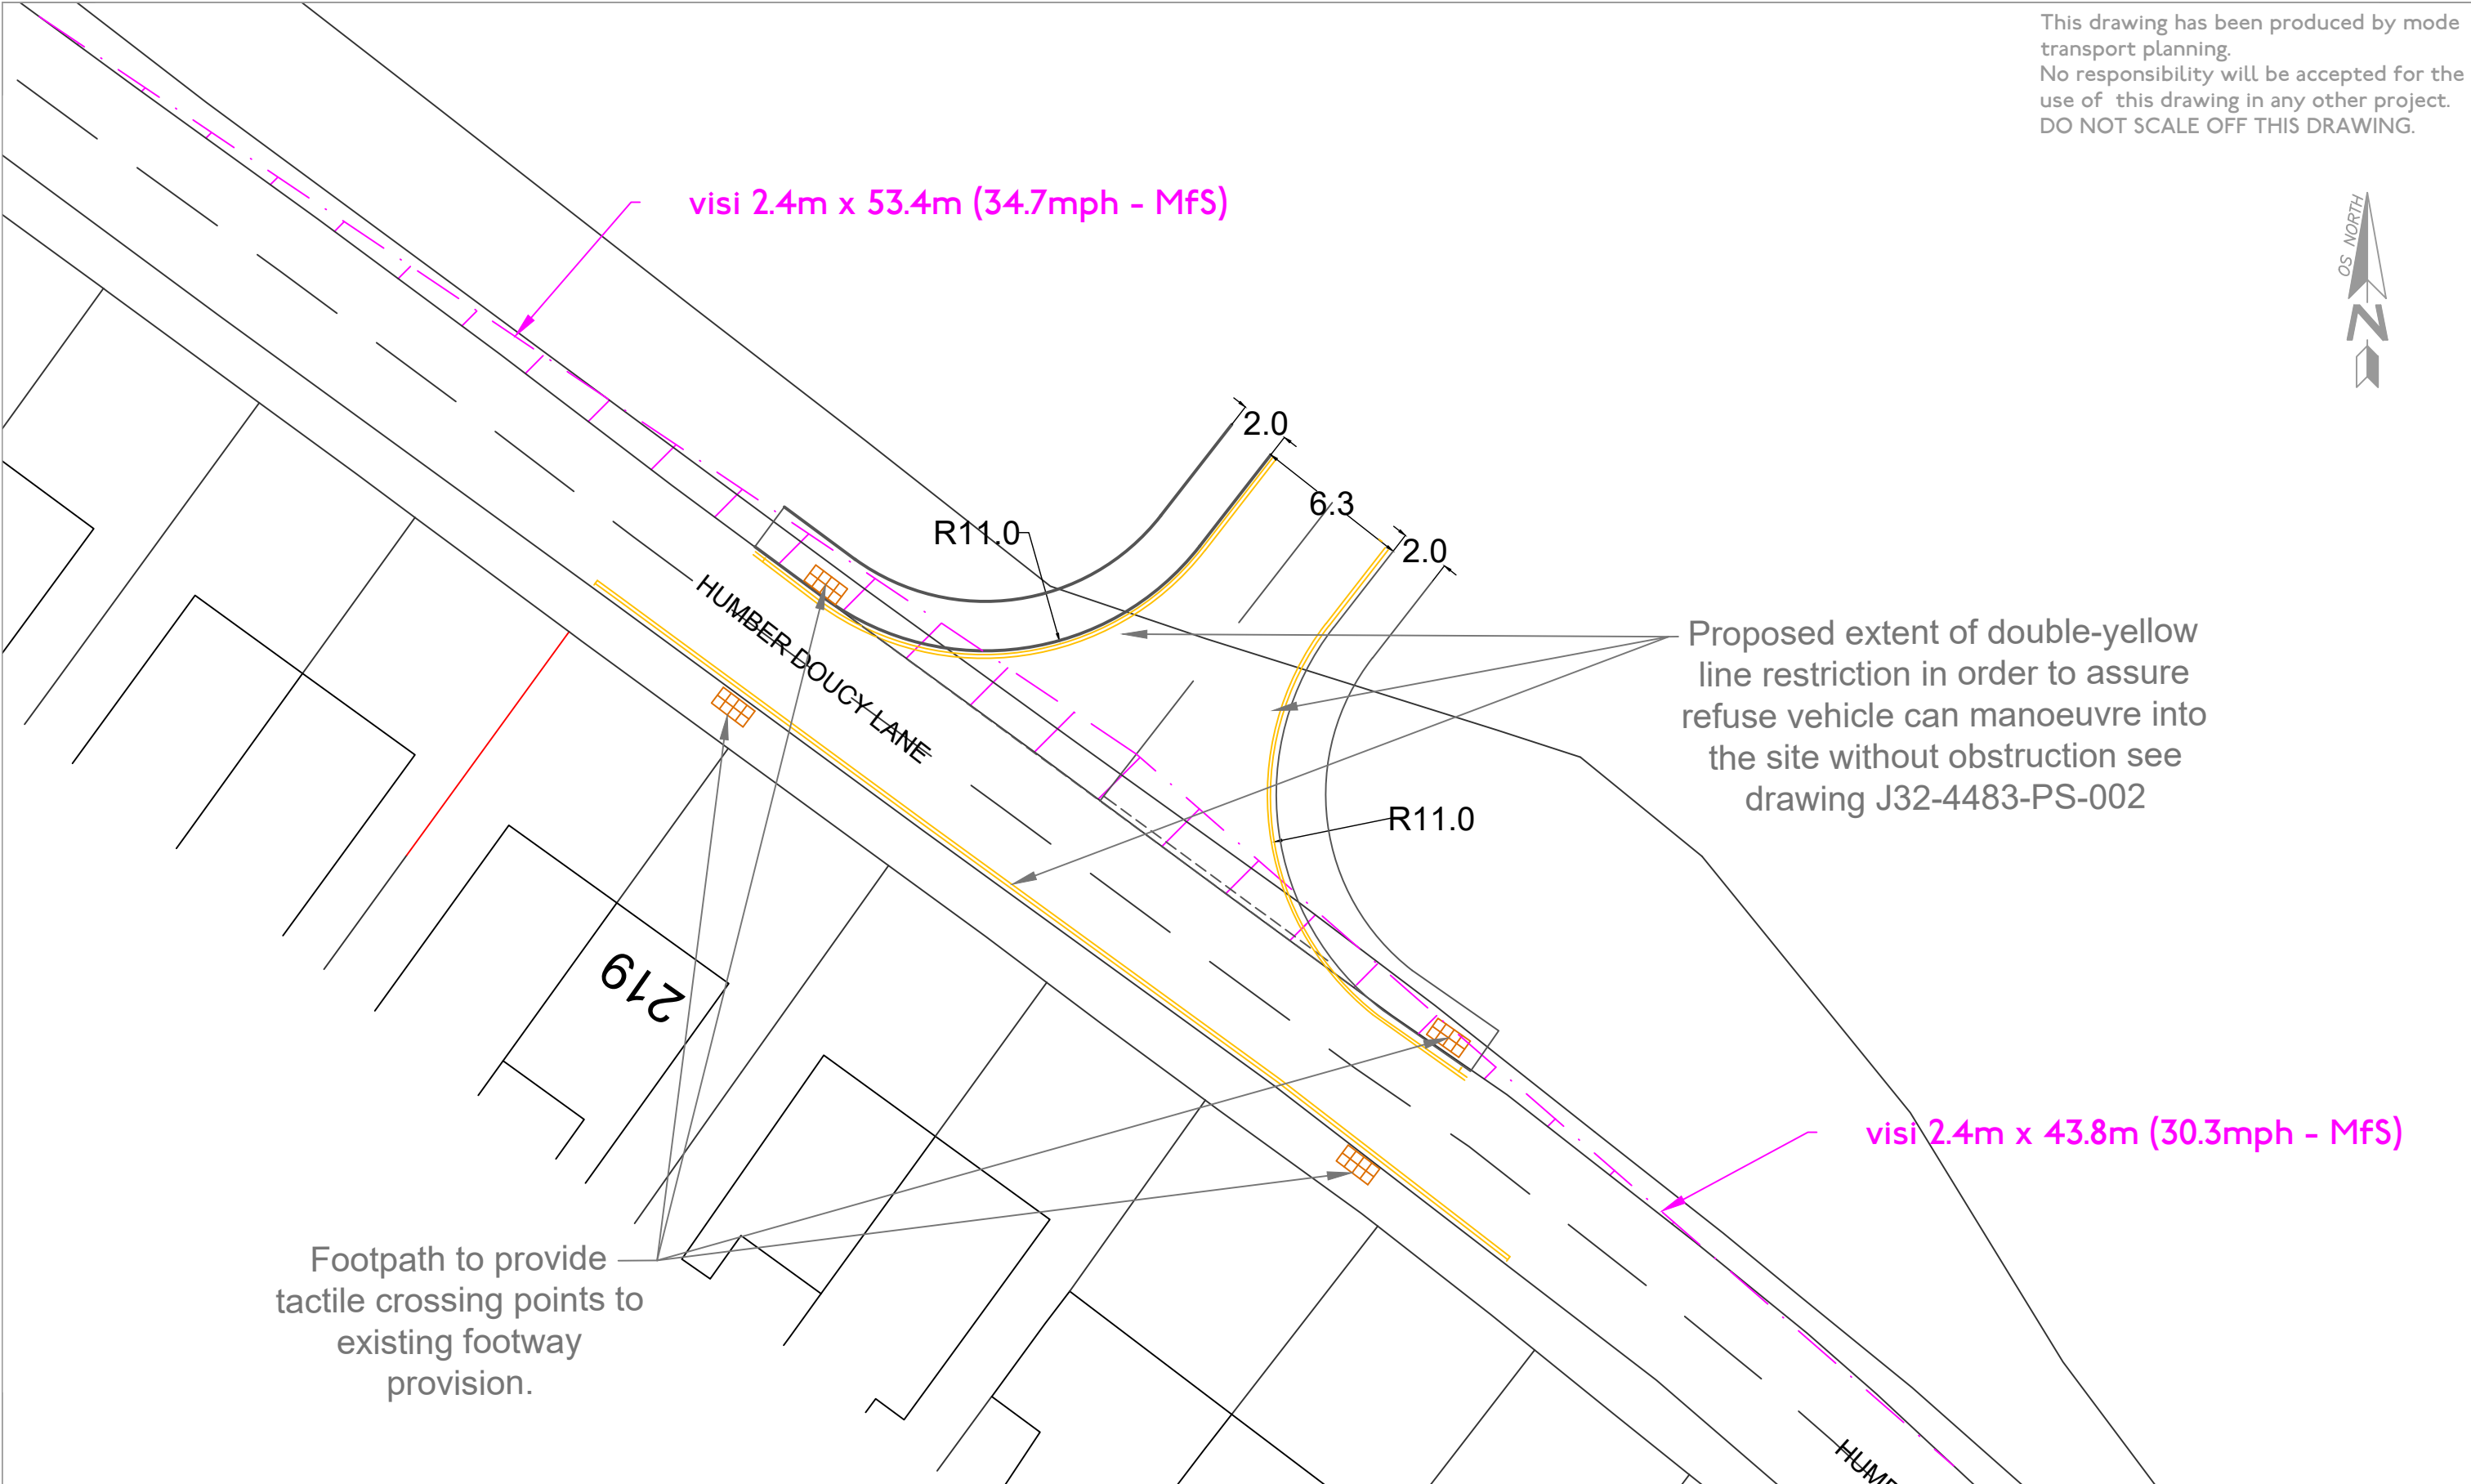 This drawing has been produced by mode
transport planning.
No responsibility will be accepted for the
use of this drawing in any other project.
DO NOT SCALE OFF THIS DRAWING.
OS NORTH
N
visi 2.4m x 53.4m (34.7mph - MfS)
2.0
6.3
R11.0
2.0
HUMBER DOUCY LANE
Proposed extent of double-yellow
line restriction in order to assure
refuse vehicle can manoeuvre into
the site without obstruction see
drawing J32-4483-PS-002
R11.0
219
visi 2.4m x 43.8m (30.3mph - MfS)
Footpath to provide
tactile crossing points to
existing footway
provision.